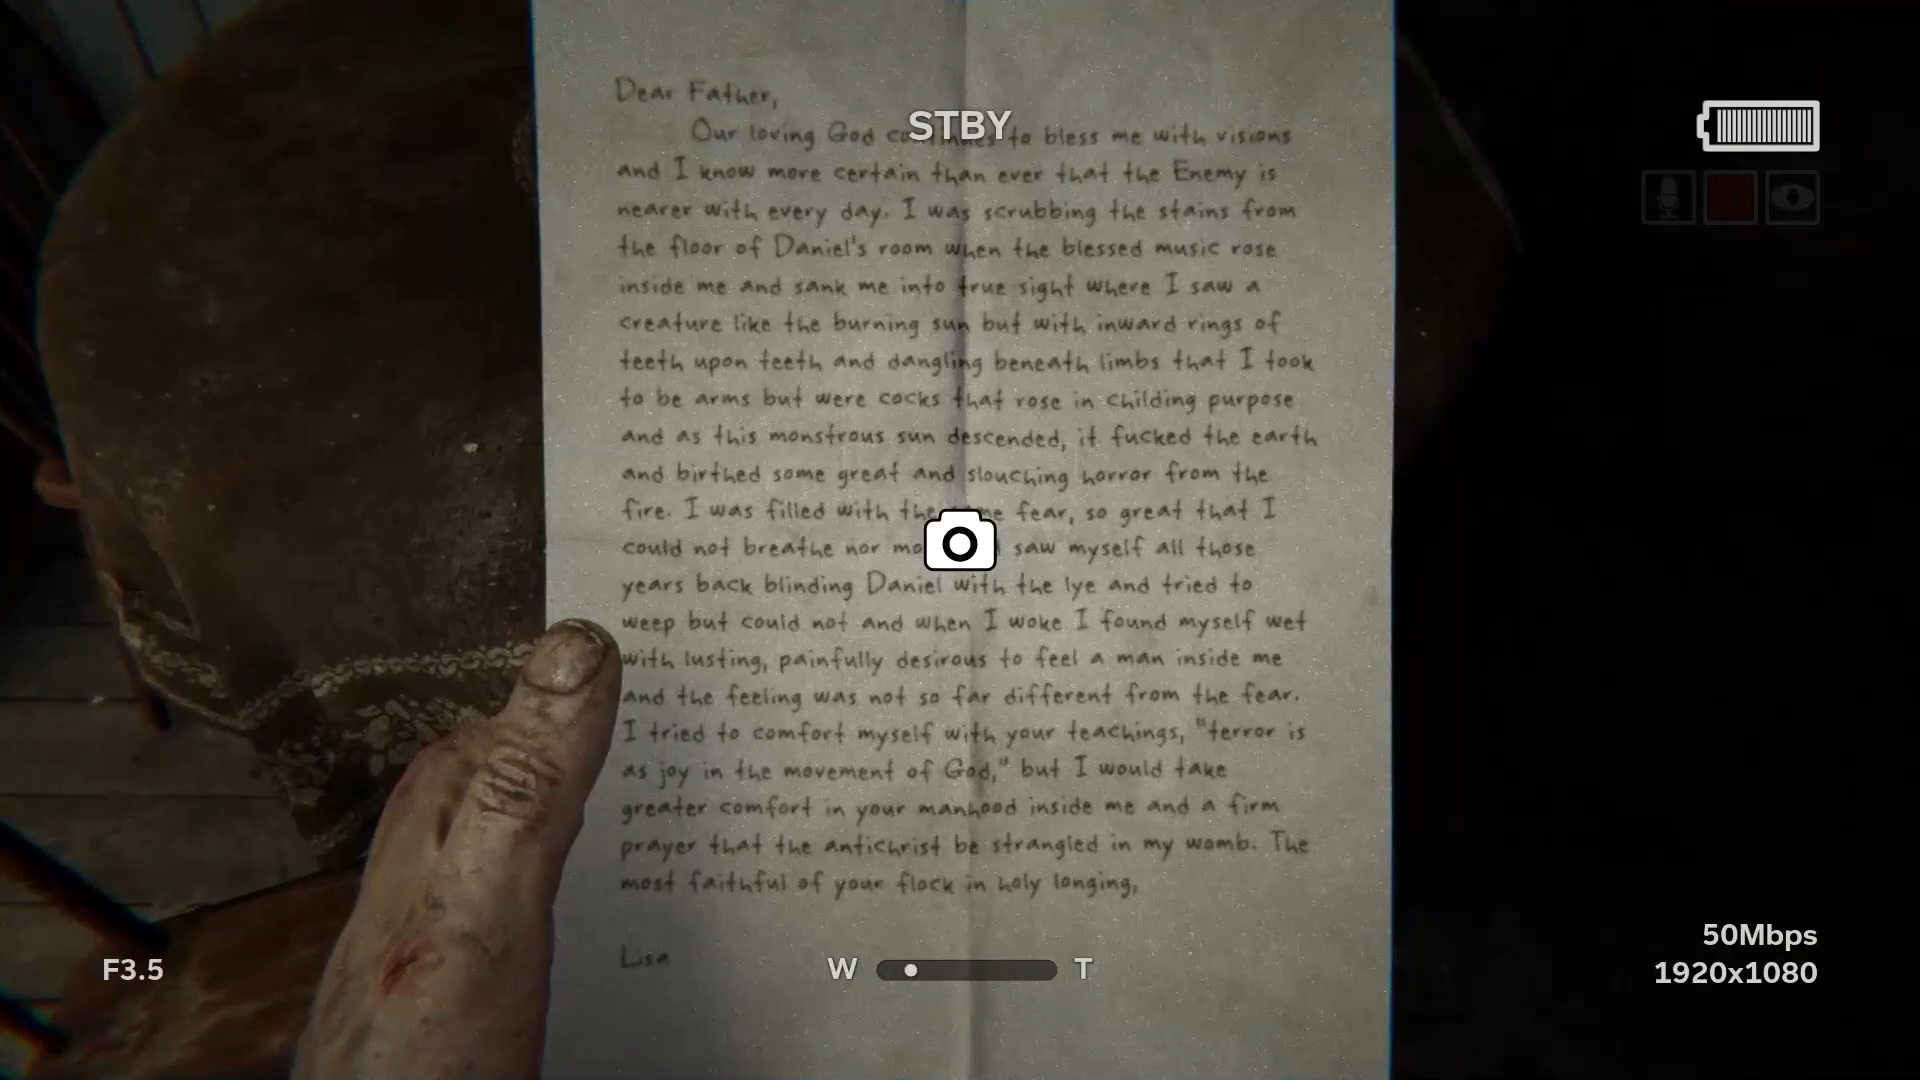 Dear Father,
STBY
Our loving God continues to bless me with visions
and I know more certain than ever that the Enemy is
nearer with every day. I was scrubbing the stains from
the floor of Daniel's room when the blessed music rose
inside me and sank me into true sight where I saw a
creature like the burning sun but with inward rings of
teeth upon teeth and dangling beneath limbs that I took
to be arms but were cocks that rose in childing purpose
and as this monstrous sun descended, it fucked the earth
and birthed some great and slouching horror from the
fire. I was filled with the fear, so great that I
could not breathe nor saw myself all those
years back blinding Daniel with the lye and tried to
weep but could not and when I woke I found myself wet
with lusting, painfully desirous to feel a man inside me
and the feeling was not so far different from the fear.
I tried to comfort myself with your teachings, "terror is
as joy in the movement of God," but I would take
greater comfort in your manhood inside me and a firm
prayer that the antichrist be strangled in my womb. The
most faithful of your flock in holy longing,
Lisa
F3.5
W T
50Mbps
1920x1080